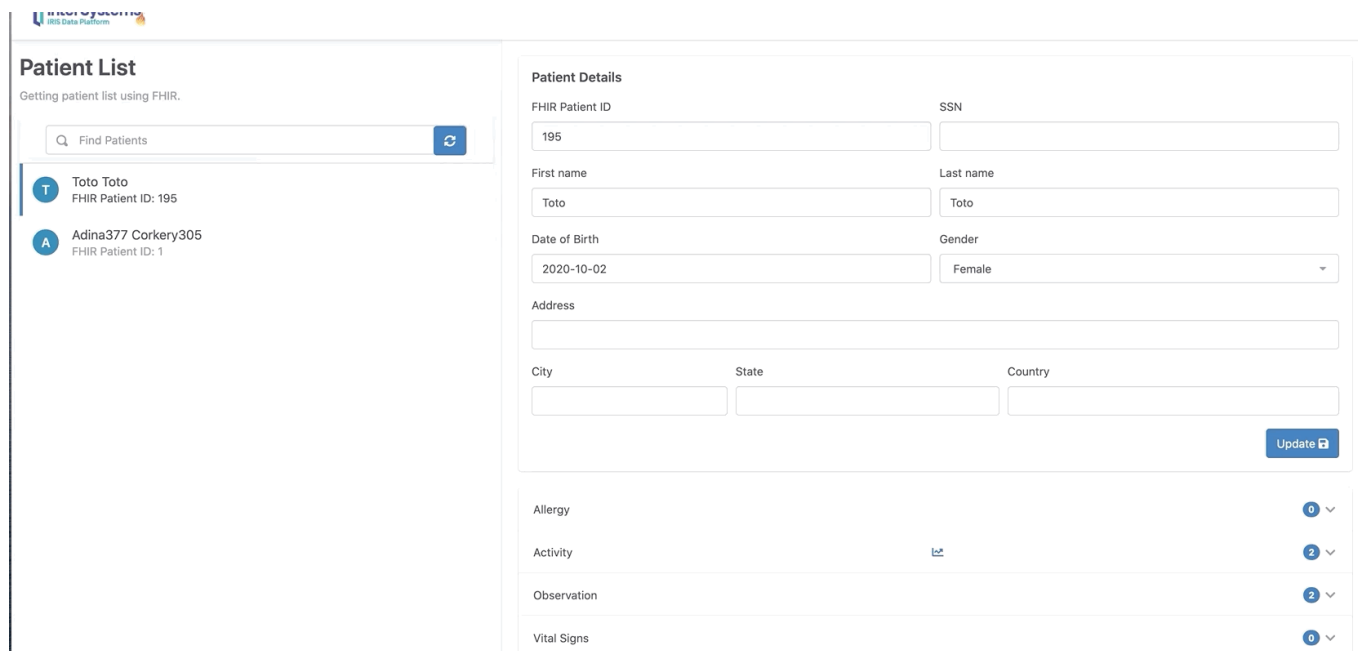 InterSystems
IRIS Data Platform
Patient List
Getting patient list using FHIR.
Find Patients
T
Toto Toto
FHIR Patient ID: 195
A
Adina377 Corkery305
FHIR Patient ID: 1
Patient Details
FHIR Patient ID
SSN
195
First name
Last name
Toto
Toto
Date of Birth
Gender
2020-10-02
Female
Address
City
State
Country
Update
Allergy
0
Activity
2
Observation
2
Vital Signs
0